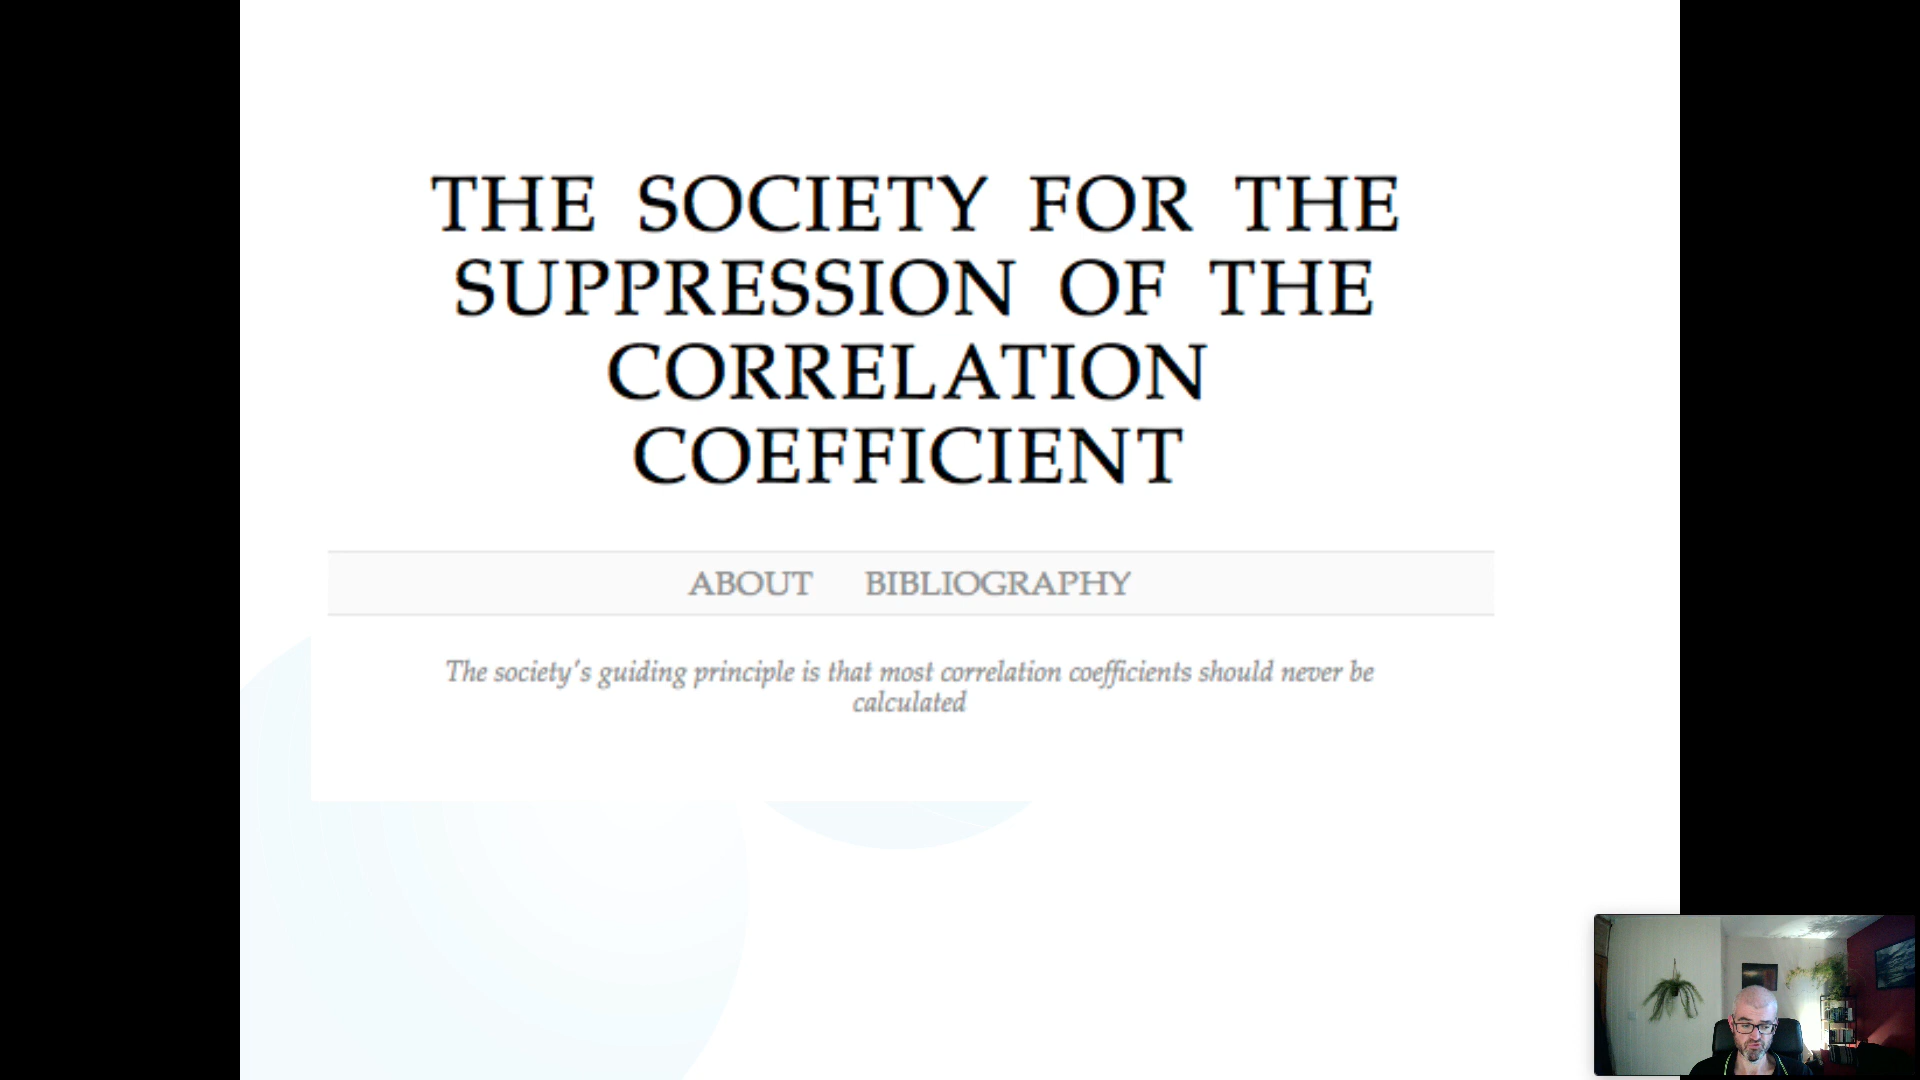 THE SOCIETY FOR THE
SUPPRESSION OF THE
CORRELATION
COEFFICIENT
ABOUT BIBLIOGRAPHY
The society's guiding principle is that most correlation coefficients should never be
calculated